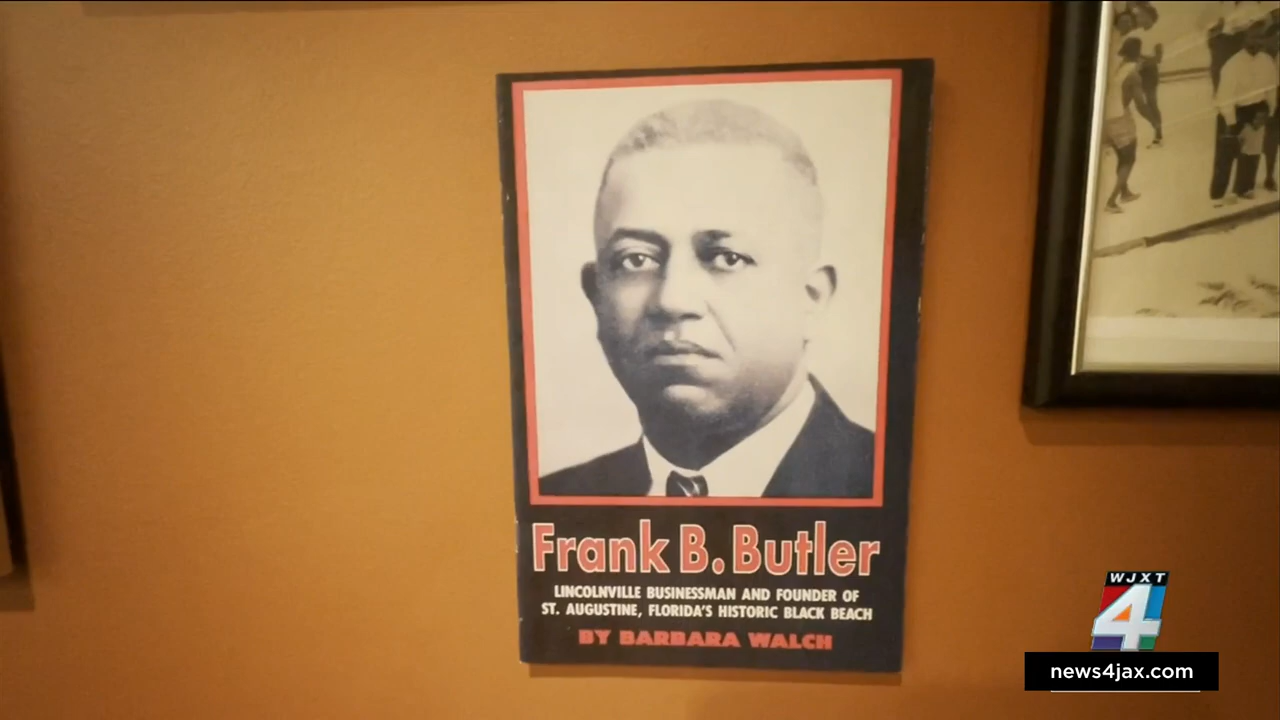 Frank B. Butler
LINCOLNVILLE BUSINESSMAN AND FOUNDER OF
ST. AUGUSTINE, FLORIDA'S HISTORIC BLACK BEACH
BY BARBARA WALCH
WJXT
4
news4jax.com